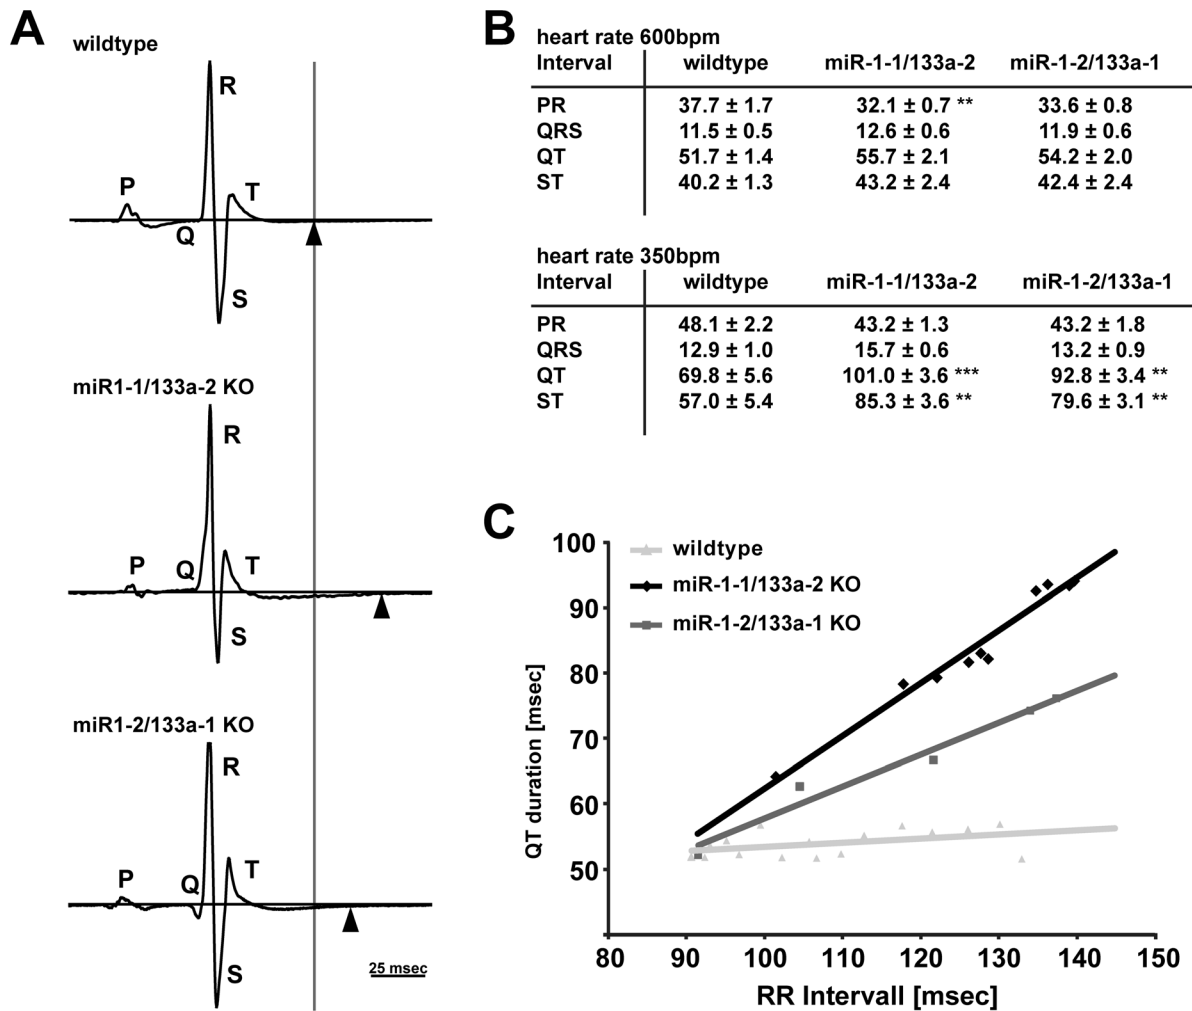 A
wildtype
R
P
T
Q
S
miR1-1/133a-2 KO
R
P
Q
T
S
miR1-2/133a-1 KO
R
P
Q
T
S
25 msec
B
heart rate 600bpm
Interval wildtype miR-1-1/133a-2 miR-1-2/133a-1
PR 37.7 ± 1.7 32.1 ± 0.7 ** 33.6 ± 0.8
QRS 11.5 ± 0.5 12.6 ± 0.6 11.9 ± 0.6
QT 51.7 ± 1.4 55.7 ± 2.1 54.2 ± 2.0
ST 40.2 ± 1.3 43.2 ± 2.4 42.4 ± 2.4
heart rate 350bpm
Interval wildtype miR-1-1/133a-2 miR-1-2/133a-1
PR 48.1 ± 2.2 43.2 ± 1.3 43.2 ± 1.8
QRS 12.9 ± 1.0 15.7 ± 0.6 13.2 ± 0.9
QT 69.8 ± 5.6 101.0 ± 3.6 *** 92.8 ± 3.4 **
ST 57.0 ± 5.4 85.3 ± 3.6 ** 79.6 ± 3.1 **
C
wildtype
miR-1-1/133a-2 KO
miR-1-2/133a-1 KO
QT duration [msec]
100
90
80
70
60
50
80 90 100 110 120 130 140 150
RR Intervall [msec]